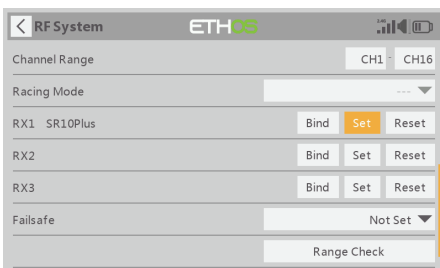 RF System ETHOS
Channel Range CH1 - CH16
Racing Mode ---
RX1 SR10Plus Bind Set Reset
RX2 Bind Set Reset
RX3 Bind Set Reset
Failsafe Not Set
Range Check